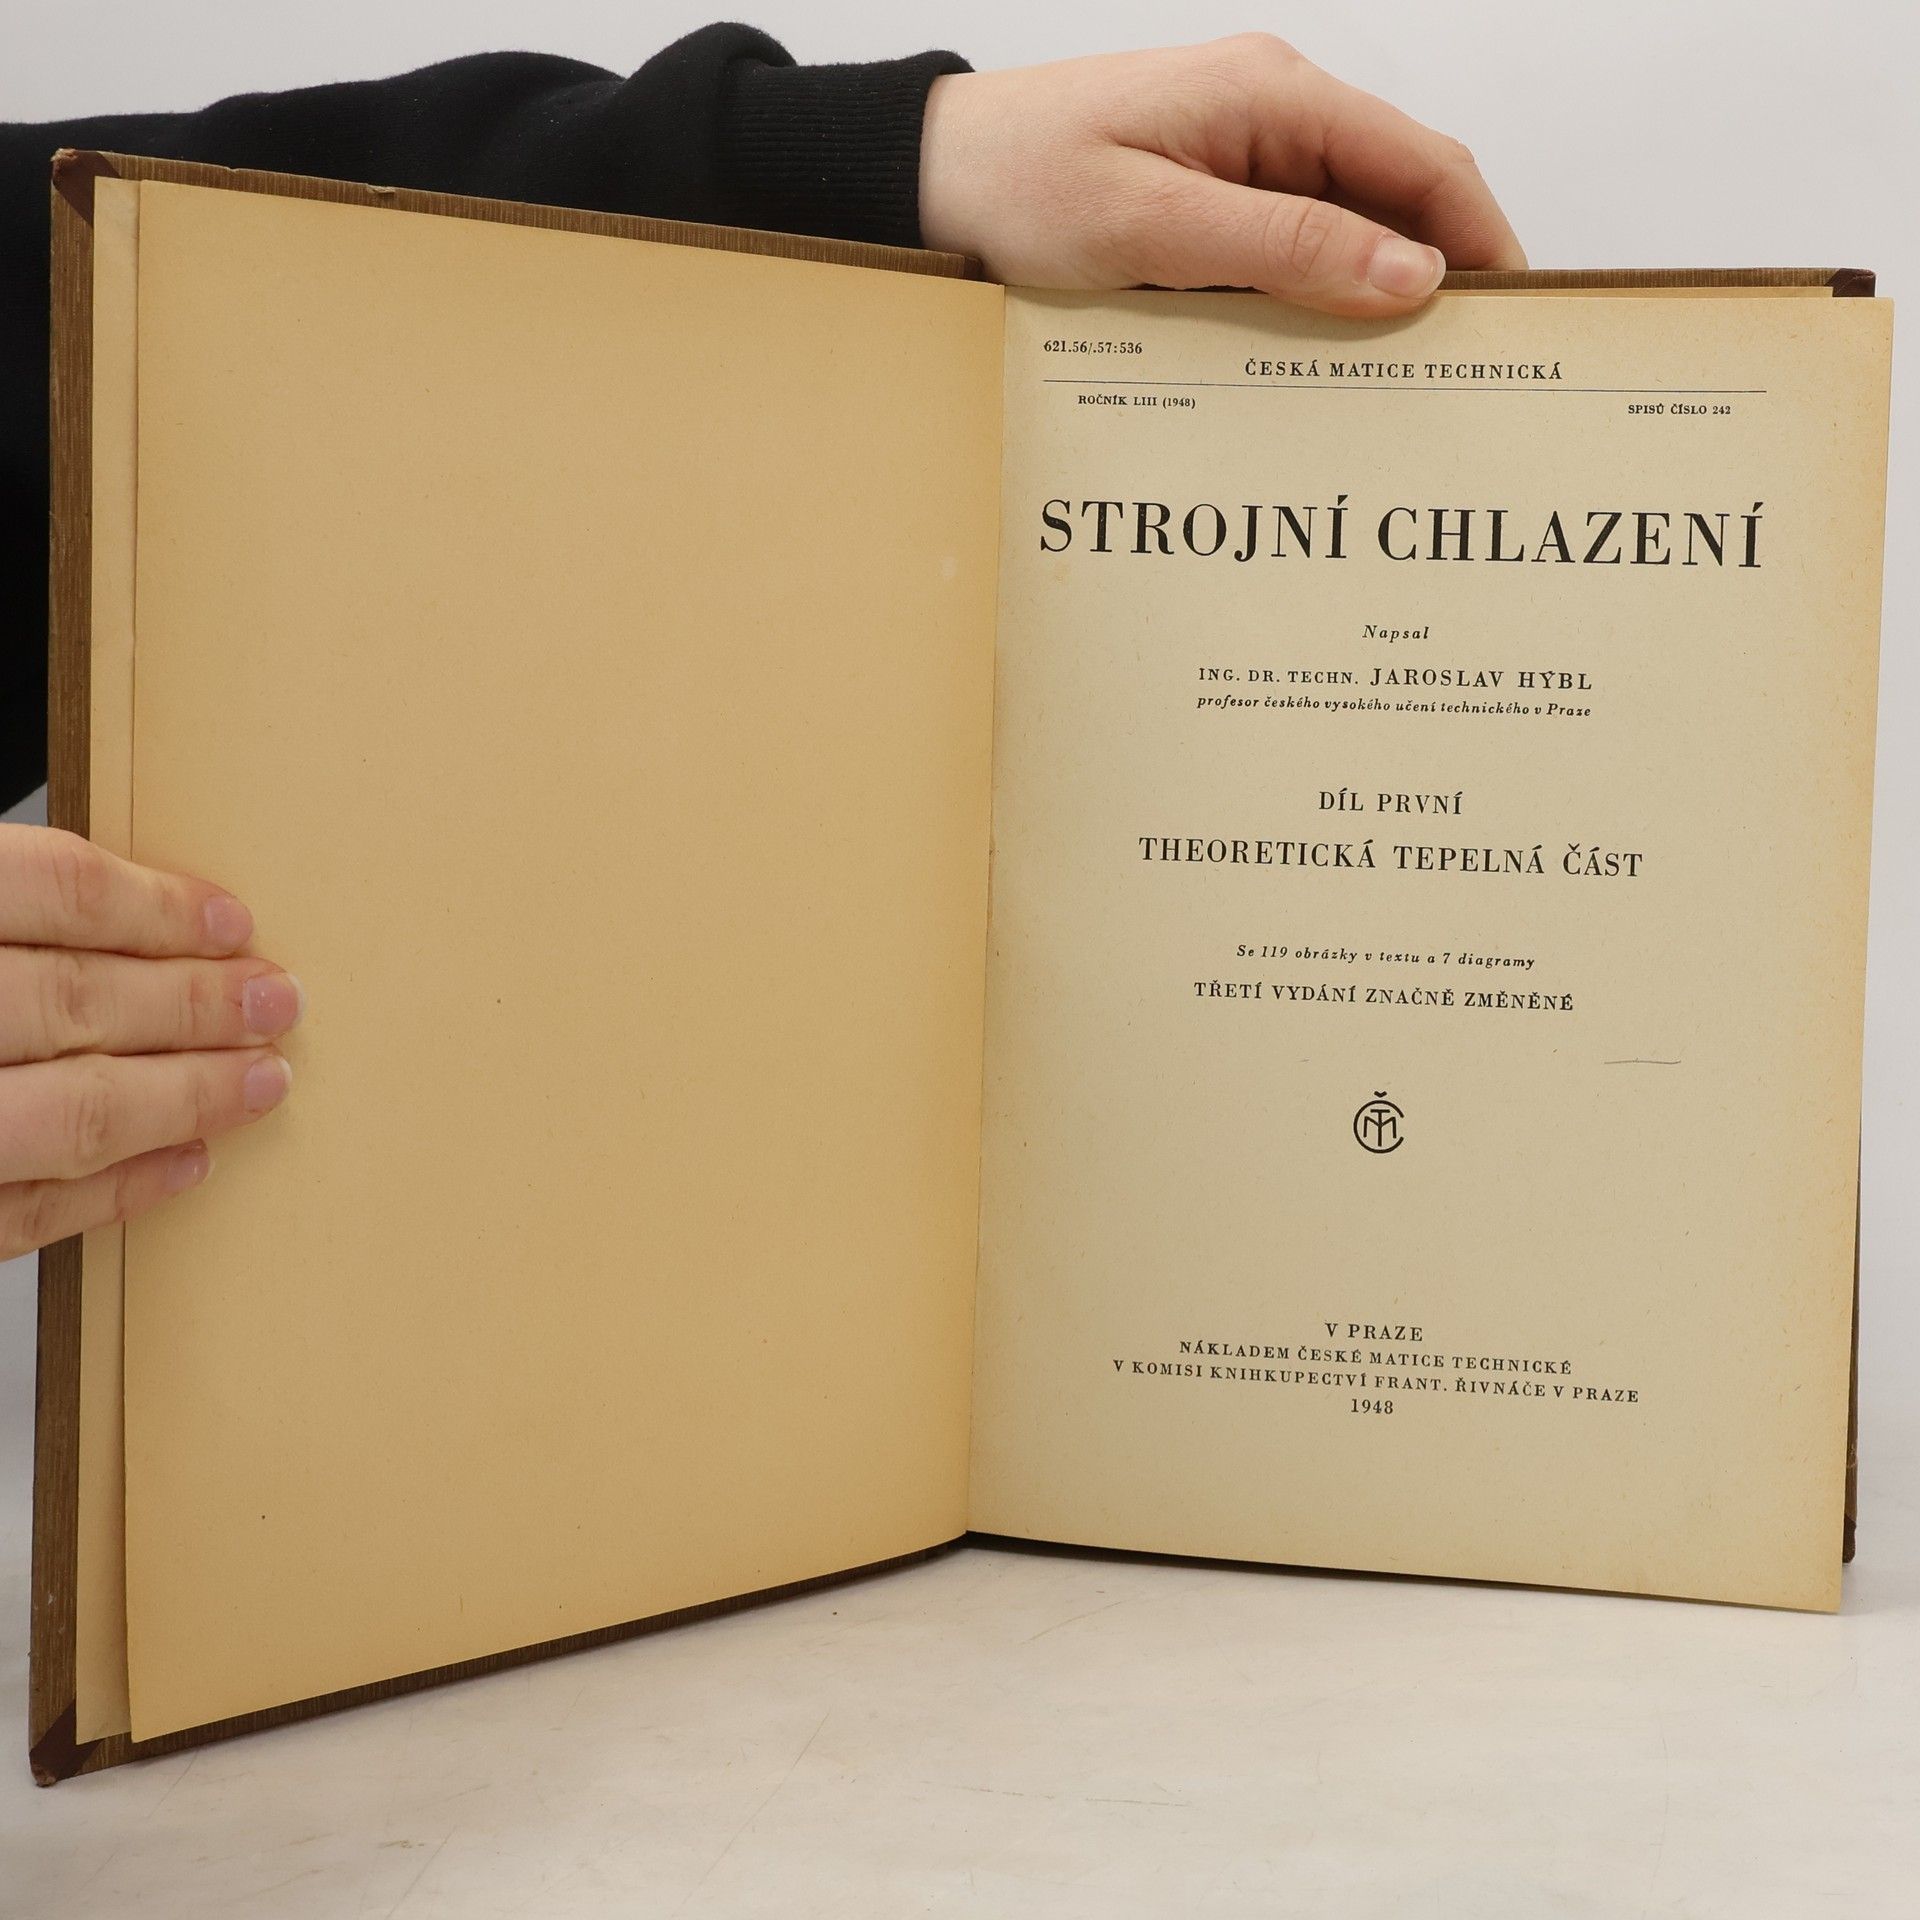 621.56/.57:536
ČESKÁ MATICE TECHNICKÁ
ROČNÍK LIII (1948)
SPISŮ ČÍSLO 242
STROJNÍ CHLAZENÍ
Napsal
ING. DR. TECHN. JAROSLAV HÝBL
profesor českého vysokého učení technického v Praze
DÍL PRVNÍ
THEORETICKÁ TEPELNÁ ČÁST
Se 119 obrázky v textu a 7 diagramy
TŘETÍ VYDÁNÍ ZNAČNĚ ZMĚNĚNÉ
ČMT
V PRAZE
NÁKLADEM ČESKÉ MATICE TECHNICKÉ
V KOMISI KNIHKUPECTVÍ FRANT. ŘIVNÁČE V PRAZE
1948